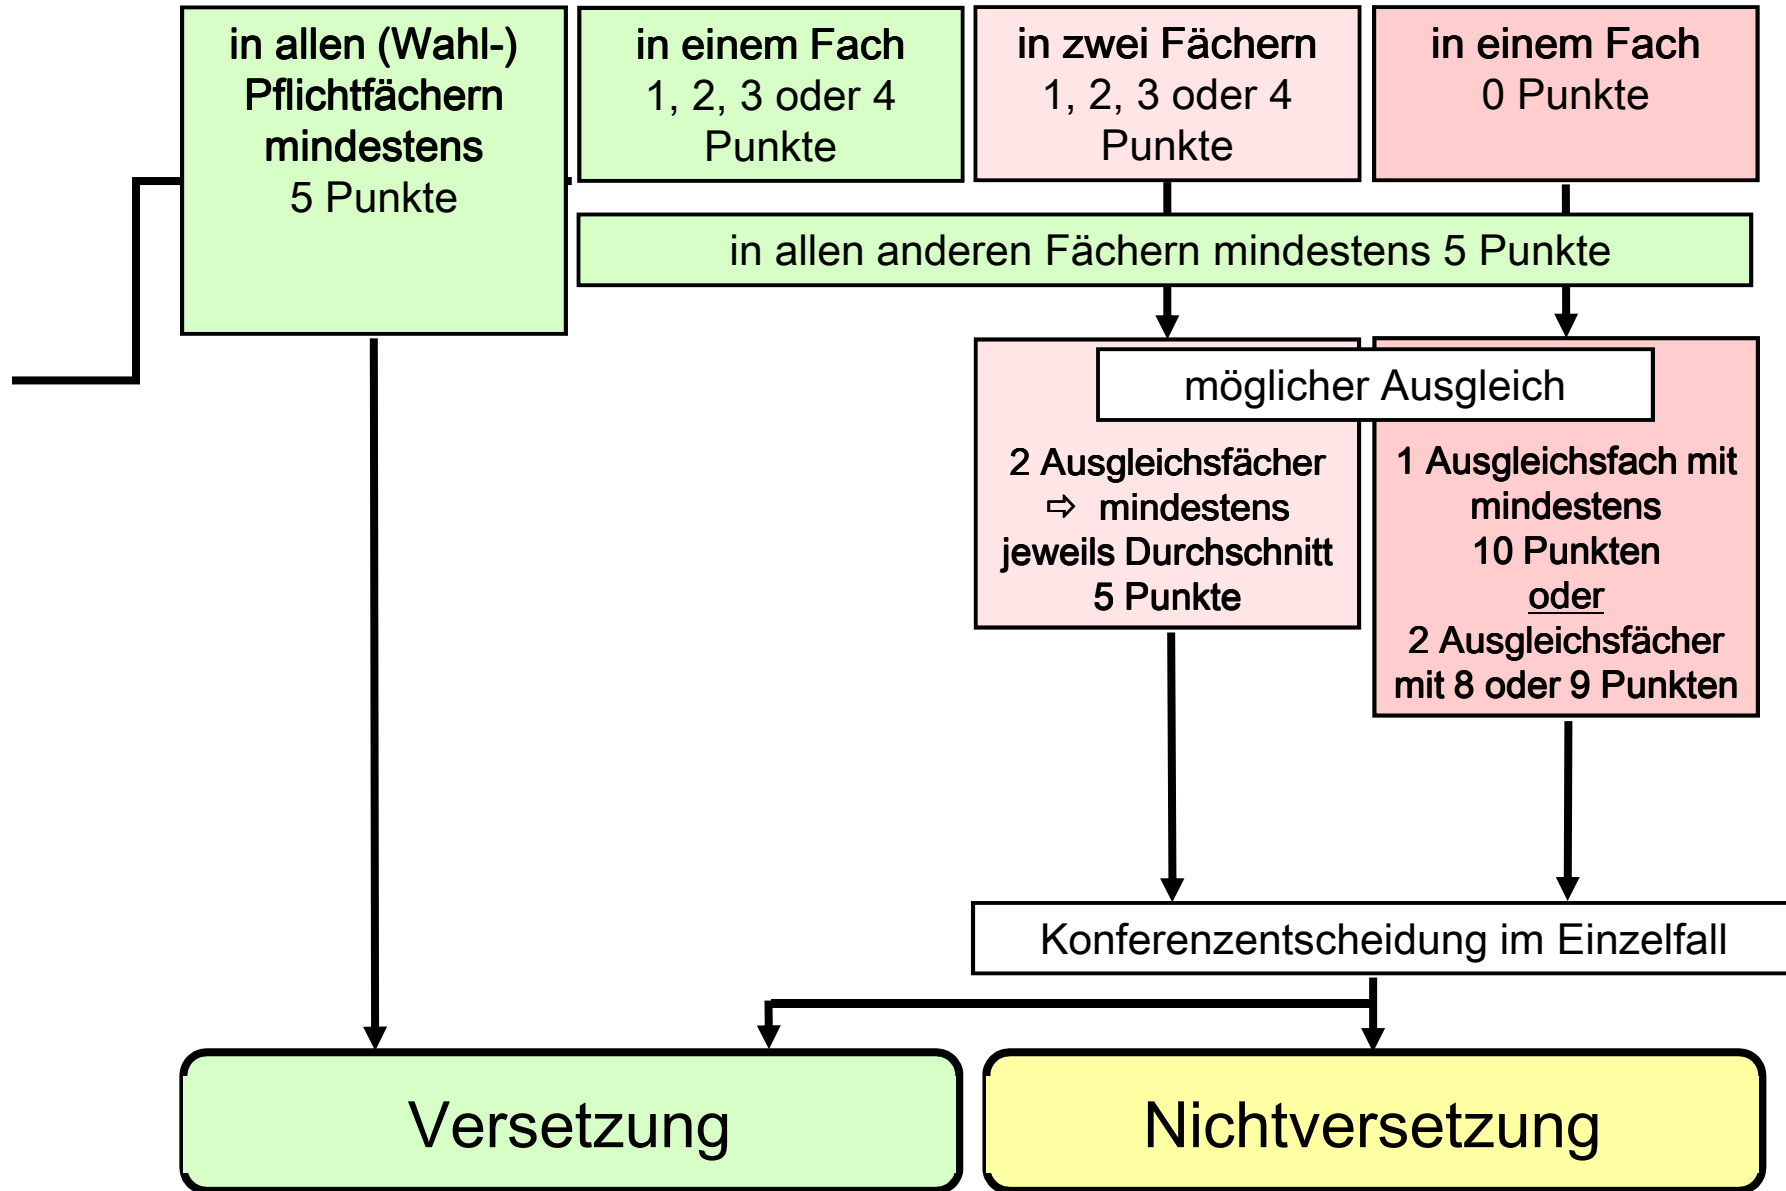 in allen (Wahl-)
Pflichtfächern
mindestens
5 Punkte
in einem Fach
1, 2, 3 oder 4
Punkte
in zwei Fächern
1, 2, 3 oder 4
Punkte
in einem Fach
0 Punkte
in allen anderen Fächern mindestens 5 Punkte
möglicher Ausgleich
2 Ausgleichsfächer
⇨ mindestens
jeweils Durchschnitt
5 Punkte
1 Ausgleichsfach mit
mindestens
10 Punkten
oder
2 Ausgleichsfächer
mit 8 oder 9 Punkten
Konferenzentscheidung im Einzelfall
Versetzung
Nichtversetzung